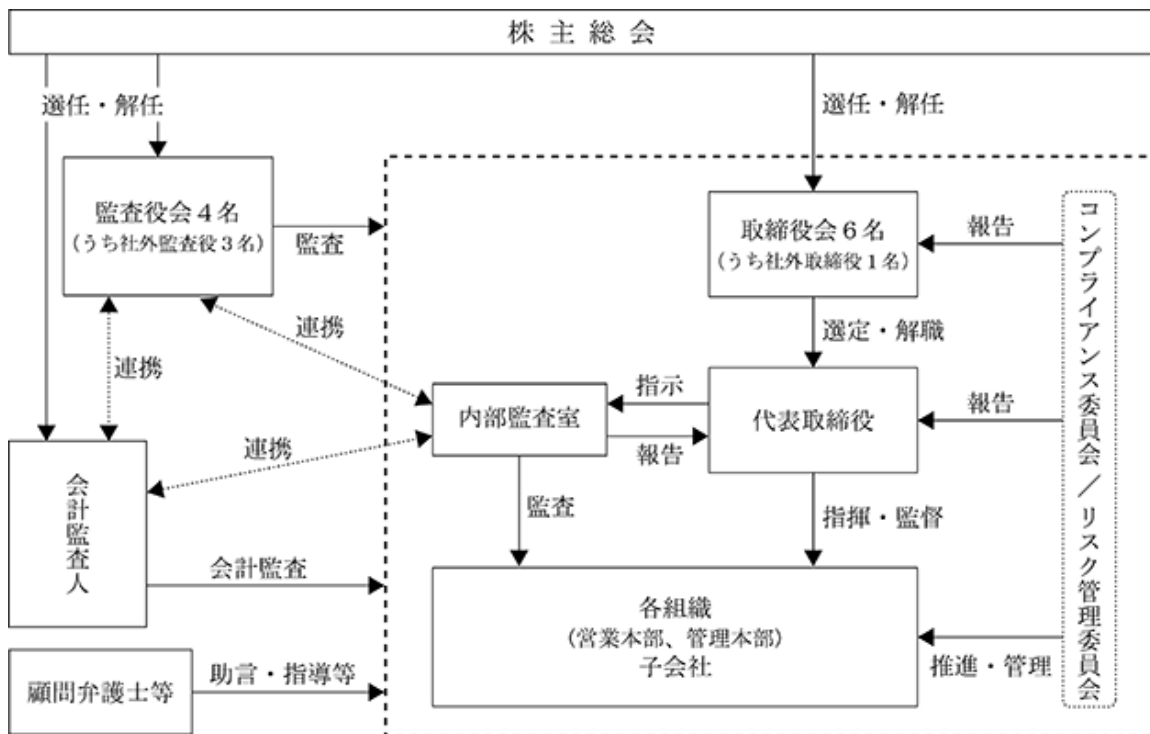 株主総会
選任・解任
選任・解任
監査役会4名
(うち社外監査役3名)
監査
取締役会6名
(うち社外取締役1名)
報告
コンプライアンス委員会／リスク管理委員会
連携
連携
選定・解職
内部監査室
指示
報告
代表取締役
報告
連携
会計監査人
監査
指揮・監督
会計監査
各組織
(営業本部、管理本部)
子会社
推進・管理
顧問弁護士等
助言・指導等